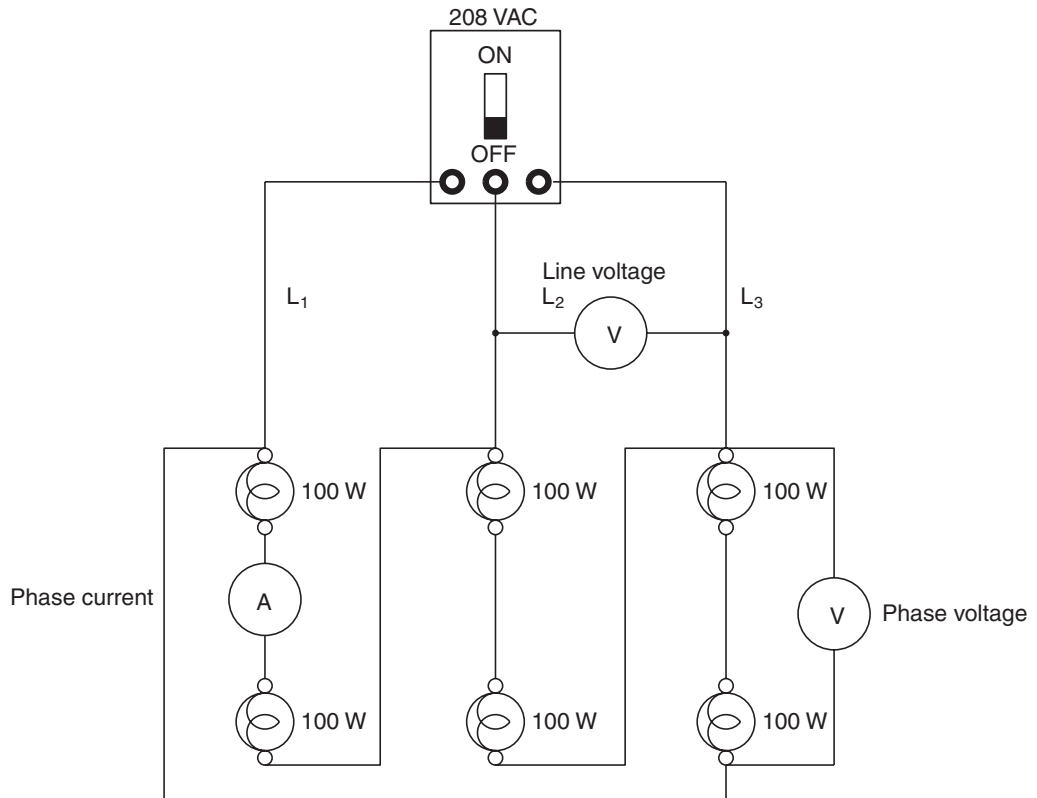 208 VAC
ON
OFF
Line voltage
L₁
L₂
L₃
V
100 W
100 W
100 W
Phase current
A
V
Phase voltage
100 W
100 W
100 W